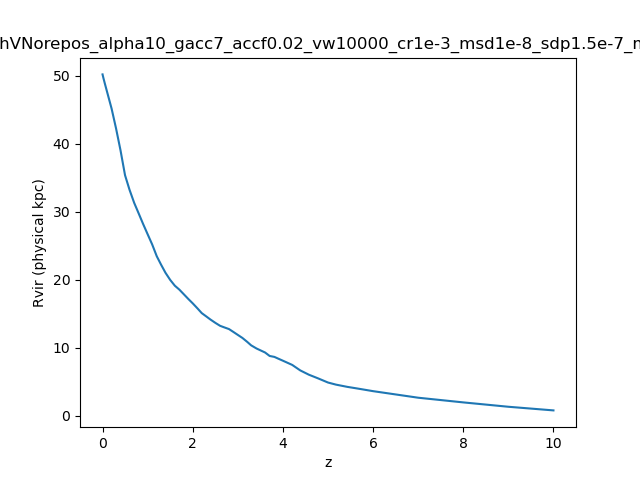 hVNorepos_alpha10_gacc7_accf0.02_vw10000_cr1e-3_msd1e-8_sdp1.5e-7_
50
40
30
20
10
0
Rvir (physical kpc)
0 2 4 6 8 10
z